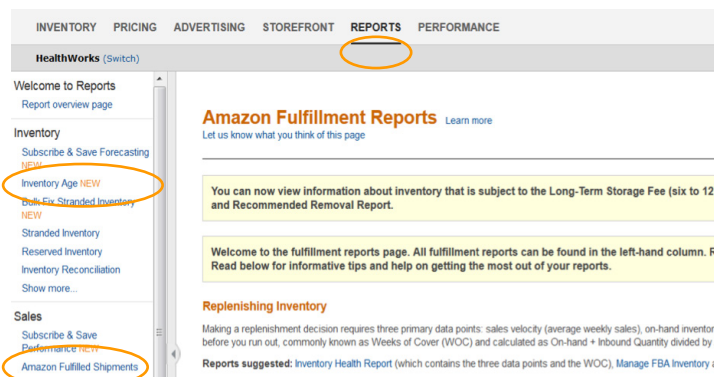 INVENTORY PRICING ADVERTISING STOREFRONT REPORTS PERFORMANCE
HealthWorks (Switch)
Welcome to Reports
Report overview page
Inventory
Subscribe & Save Forecasting
NEW
Inventory Age NEW
Bulk Fix Stranded Inventory
NEW
Stranded Inventory
Reserved Inventory
Inventory Reconciliation
Show more...
Sales
Subscribe & Save
Performance NEW
Amazon Fulfilled Shipments
Amazon Fulfillment Reports Learn more
Let us know what you think of this page
You can now view information about inventory that is subject to the Long-Term Storage Fee (six to 12
and Recommended Removal Report.
Welcome to the fulfillment reports page. All fulfillment reports can be found in the left-hand column. R
Read below for informative tips and help on getting the most out of your reports.
Replenishing Inventory
Making a replenishment decision requires three primary data points: sales velocity (average weekly sales), on-hand inventor
before you run out, commonly known as Weeks of Cover (WOC) and calculated as On-hand + Inbound Quantity divided by
Reports suggested: Inventory Health Report (which contains the three data points and the WOC), Manage FBA Inventory a